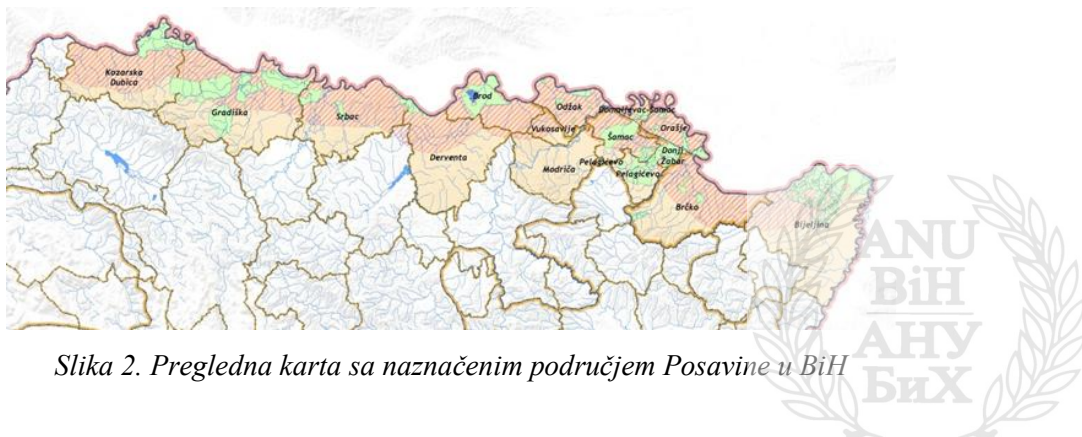 Kozarska
Dubica
Gradiška
Srbac
Brod
Derventa
Odžak
Vukosavlje
Modriča
Domaljevac-Šamac
Šamac
Orašje
Donji
Žabar
Pelagićevo
Pelagićevo
Brčko
Bijeljina
ANU
BiH
АНУ
БиХ
Slika 2. Pregledna karta sa naznačenim područjem Posavine u BiH